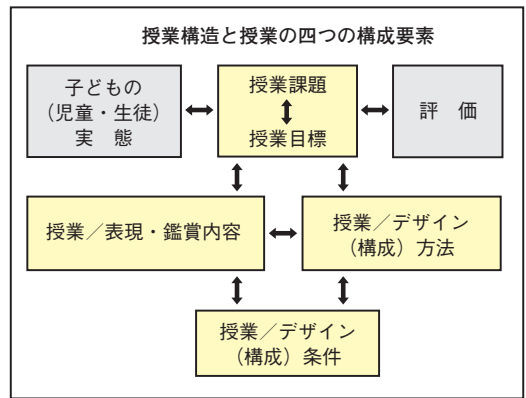 授業構造と授業の四つの構成要素
子どもの
（児童・生徒）
実　態
授業課題
授業目標
評　価
授業／表現・鑑賞内容
授業／デザイン
（構成）方法
授業／デザイン
（構成）条件